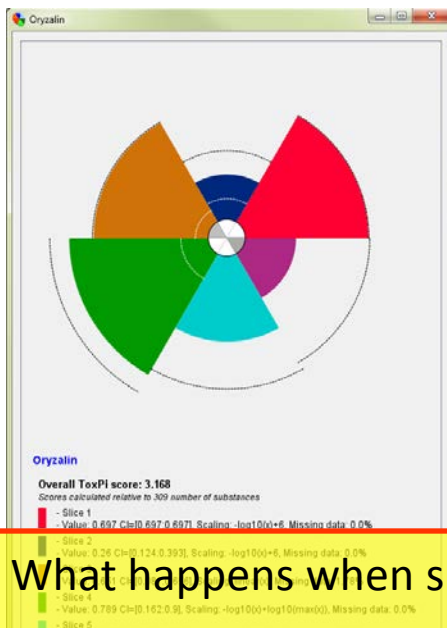 Oryzalin
Oryzalin
Overall ToxPi score: 3.168
Scores calculated relative to 309 number of substances
- Slice 1
- Value: 0.697 CI=[0.697:0.697], Scaling: -log10(x)+6, Missing data: 0.0%
- Slice 2
- Value: 0.26 CI=[0.124:0.393], Scaling: -log10(x)+6, Missing data: 0.0%
What happens when s
- Slice 4
- Value: 0.789 CI=[0.162:0.9], Scaling: -log10(x)+log10(max(x)), Missing data: 0.0%
- Slice 5